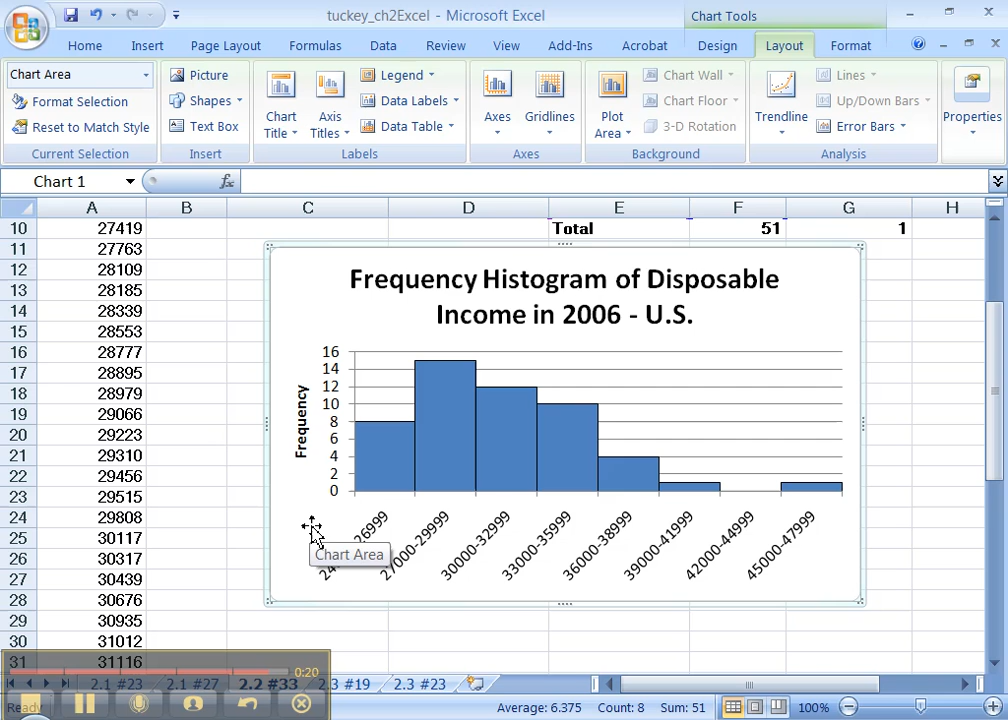 tuckey_ch2Excel - Microsoft Excel
Chart Tools
Home Insert Page Layout Formulas Data Review View Add-Ins Acrobat Design Layout Format
Chart Area
Format Selection
Reset to Match Style
Current Selection
Picture
Shapes
Text Box
Insert
Chart Title
Axis Titles
Legend
Data Labels
Data Table
Labels
Axes
Gridlines
Axes
Plot Area
Chart Wall
Chart Floor
3-D Rotation
Background
Trendline
Lines
Up/Down Bars
Error Bars
Analysis
Properties
Chart 1
fx
A B C D E F G H
10 27419 Total 51 1
11 27763
12 28109
13 28185
14 28339
15 28553
16 28777
17 28895
18 28979
19 29066
20 29223
21 29310
22 29456
23 29515
24 29808
25 30117
26 30317
27 30439
28 30676
29 30935
30 31012
31 31116
Frequency Histogram of Disposable
Income in 2006 - U.S.
Frequency
16
14
12
10
8
6
4
2
0
27000-29999
30000-32999
33000-35999
36000-38999
39000-41999
42000-44999
45000-47999
Chart Area
0:20
2.1 #23 2.1 #27 2.2 #33 2.3 #19 2.3 #23
Ready
Average: 6.375 Count: 8 Sum: 51 100%